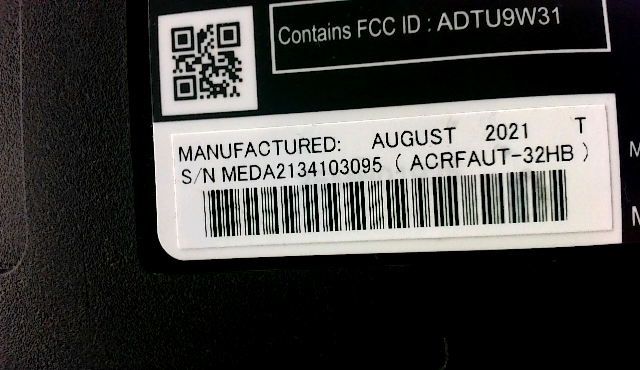 Contains FCC ID : ADTU9W31
MANUFACTURED: AUGUST 2021 T
S/N MEDA2134103095 ( ACRFAUT-32HB )